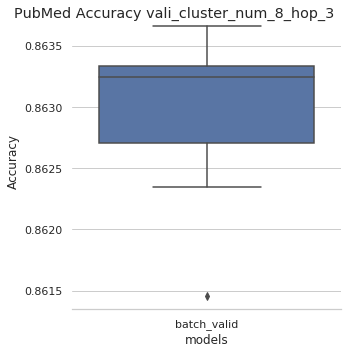 PubMed Accuracy vali_cluster_num_8_hop_3
0.8635
0.8630
0.8625
0.8620
0.8615
Accuracy
batch_valid
models